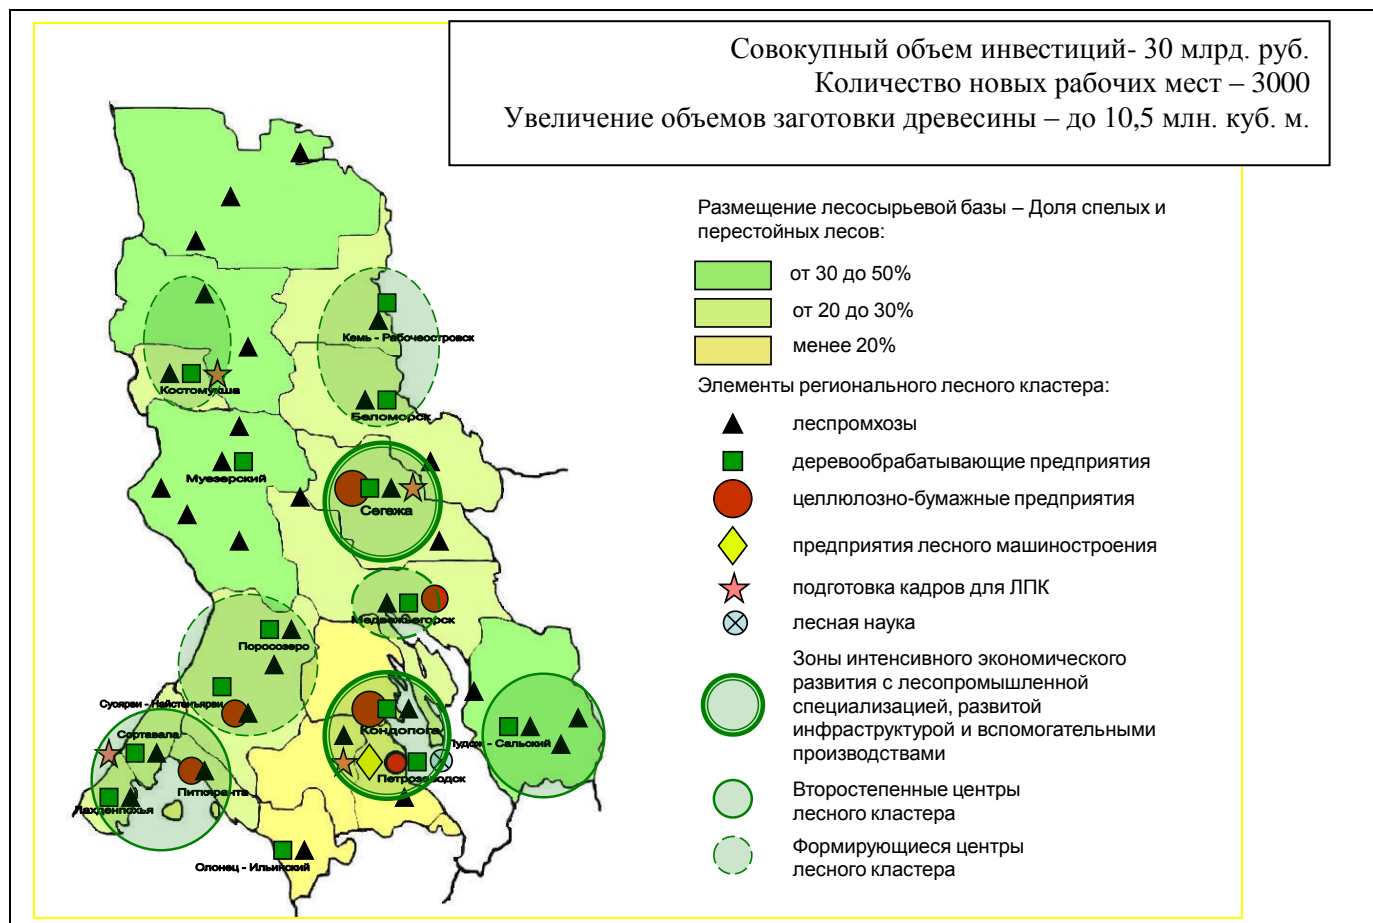 Совокупный объем инвестиций- 30 млрд. руб.
Количество новых рабочих мест – 3000
Увеличение объемов заготовки древесины – до 10,5 млн. куб. м.
Размещение лесосырьевой базы – Доля спелых и
перестойных лесов:
от 30 до 50%
от 20 до 30%
менее 20%
Элементы регионального лесного кластера:
леспромхозы
деревообрабатывающие предприятия
целлюлозно-бумажные предприятия
предприятия лесного машиностроения
подготовка кадров для ЛПК
лесная наука
Зоны интенсивного экономического
развития с лесопромышленной
специализацией, развитой
инфраструктурой и вспомогательными
производствами
Второстепенные центры
лесного кластера
Формирующиеся центры
лесного кластера
Кемь - Рабочеостровск
Костомукша
Беломорск
Муезерский
Сегежа
Медвежьегорск
Поросозеро
Суоярви - Найстенъярви
Сортавала
Кондопога
Пудож - Сальский
Петрозаводск
Питкяранта
Лахденпохья
Олонец - Ильинский